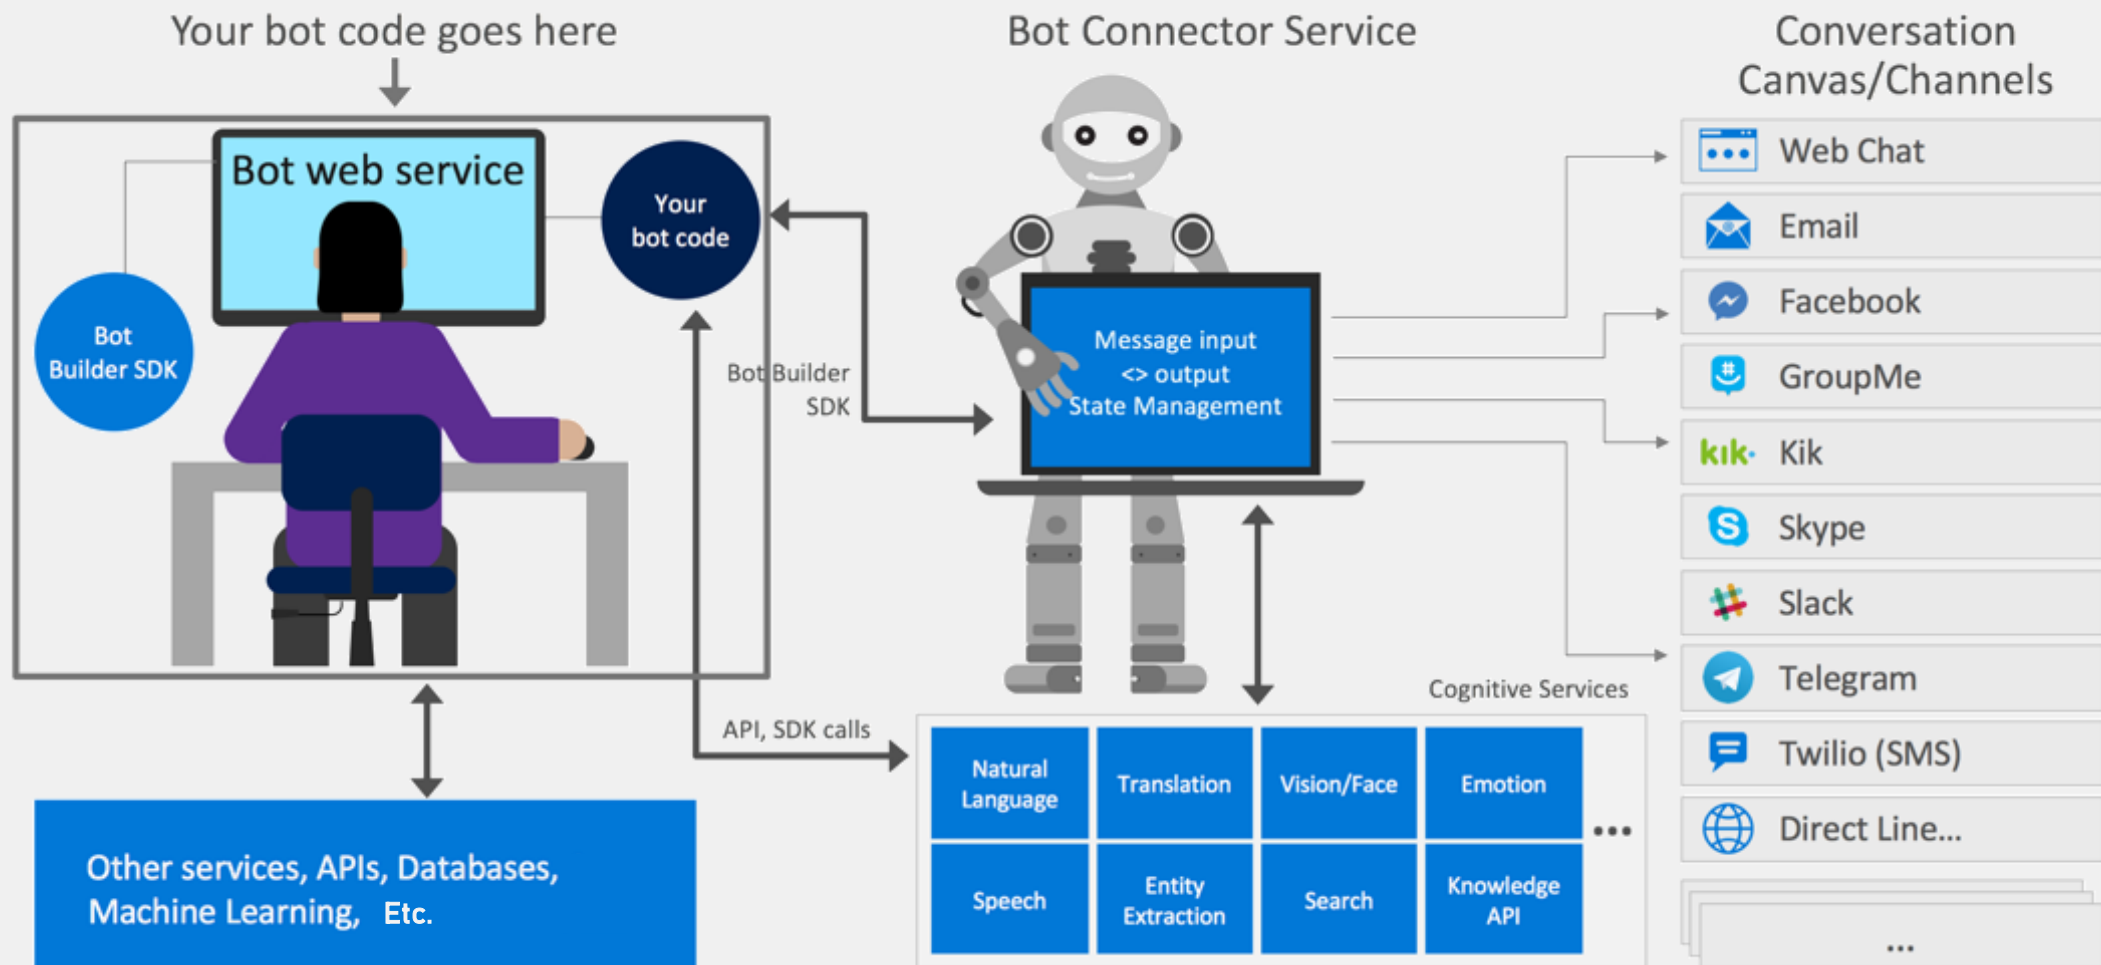 Your bot code goes here
Bot web service
Your
bot code
Bot
Builder SDK
Bot Builder
SDK
Bot Connector Service
Message input
<> output
State Management
API, SDK calls
Other services, APIs, Databases,
Machine Learning, Etc.
Cognitive Services
Natural
Language
Translation
Vision/Face
Emotion
Speech
Entity
Extraction
Search
Knowledge
API
...
Conversation
Canvas/Channels
Web Chat
Email
Facebook
GroupMe
kik. Kik
Skype
Slack
Telegram
Twilio (SMS)
Direct Line...
...